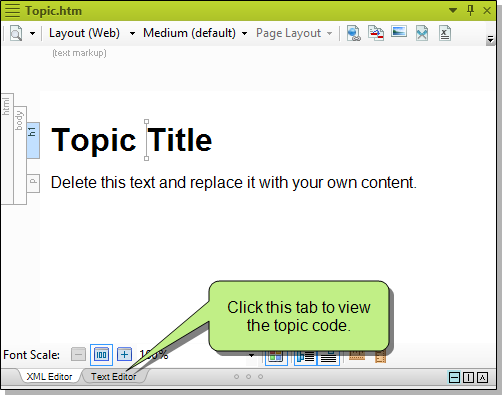 Topic.htm
Layout (Web) Medium (default) Page Layout
(text markup)
html
body
h1
Topic Title
p
Delete this text and replace it with your own content.
Click this tab to view
the topic code.
Font Scale: 100
XML Editor Text Editor